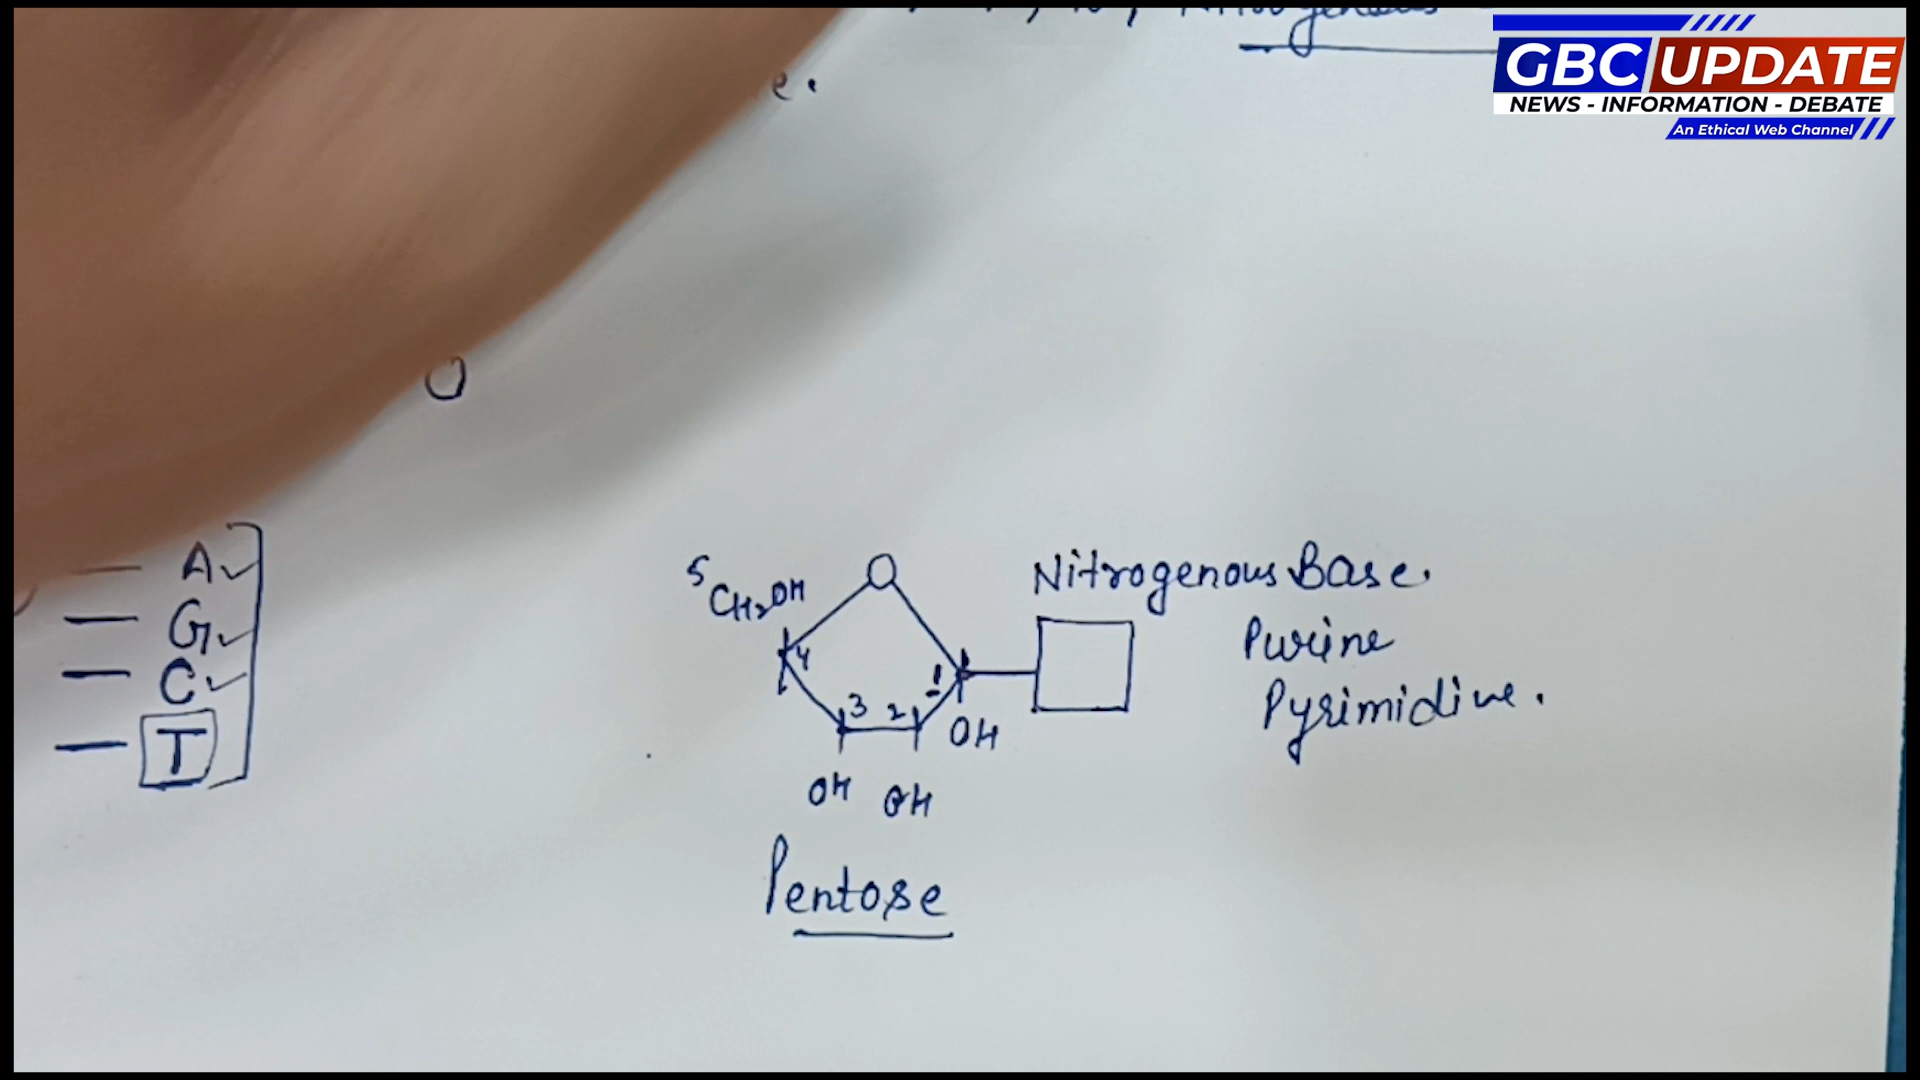 Nitrogenous
GBC UPDATE
NEWS - INFORMATION - DEBATE
An Ethical Web Channel
e.
O
A
G
C
T
5
CH₂OH
O
Nitrogenous Base.
Purine
Pyrimidine.
4
1
3
2
OH
OH
OH
Pentose